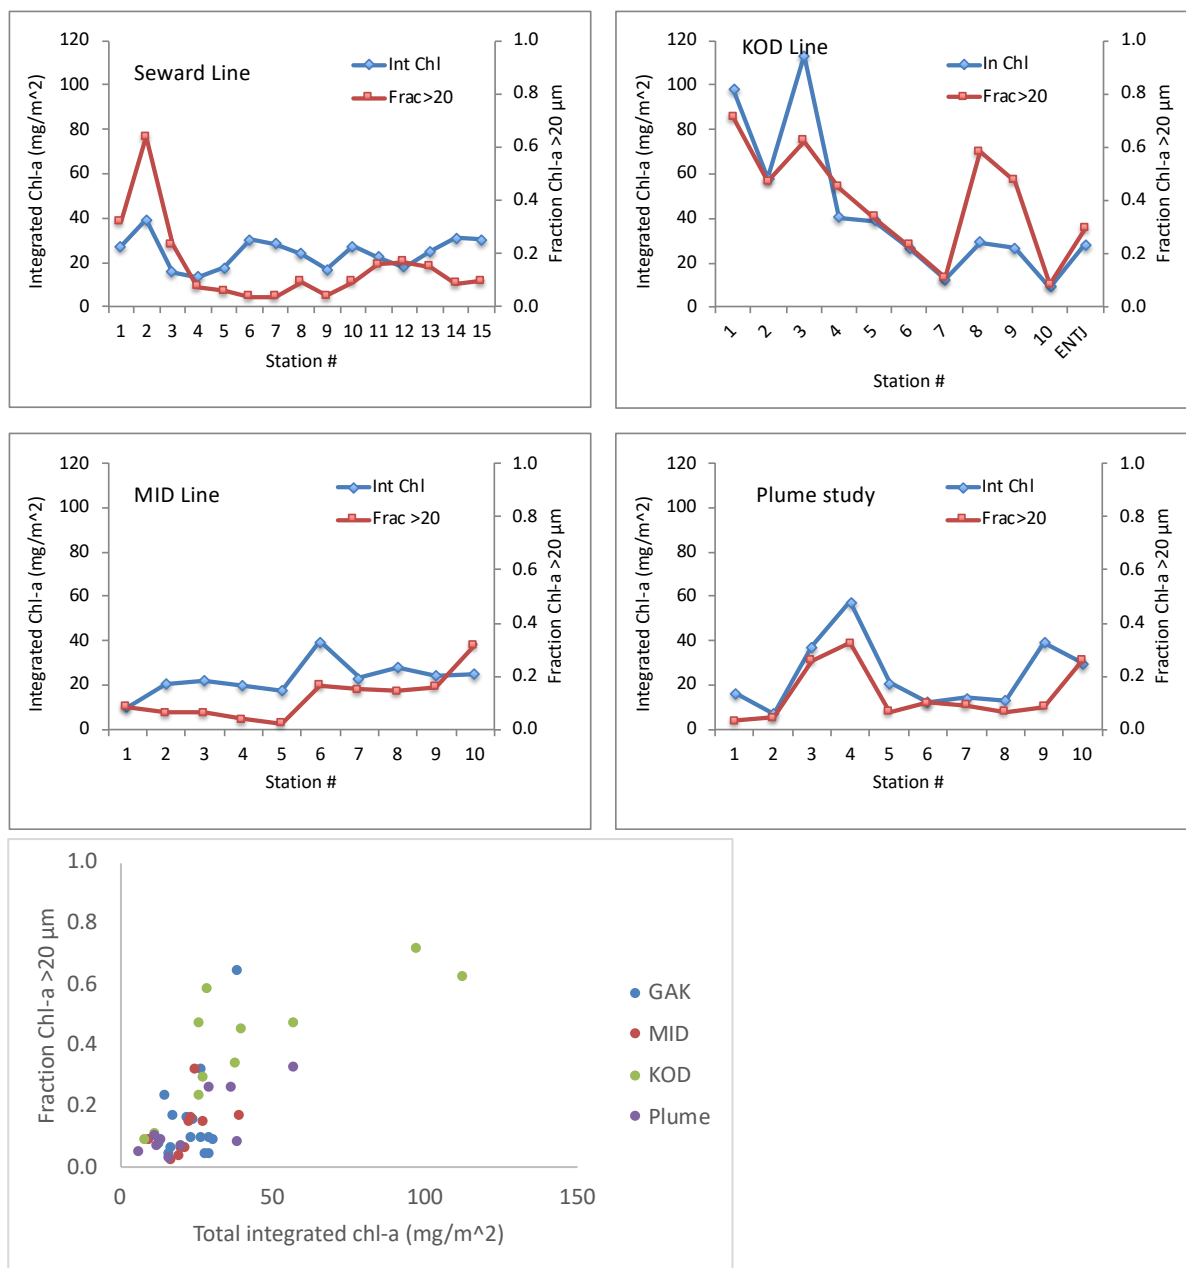 Seward Line
Int Chl
Frac>20
Integrated Chl-a (mg/m^2)
120
100
80
60
40
20
0
1.0
0.8
0.6
0.4
0.2
0.0
Fraction Chl-a >20 µm
1 2 3 4 5 6 7 8 9 10 11 12 13 14 15
Station #
KOD Line
In Chl
Frac>20
Integrated Chl-a (mg/m^2)
120
100
80
60
40
20
0
1.0
0.8
0.6
0.4
0.2
0.0
Fraction Chl-a >20 µm
1 2 3 4 5 6 7 8 9 10 ENTJ
Station #
MID Line
Int Chl
Frac >20
Integrated Chl-a (mg/m^2)
120
100
80
60
40
20
0
1.0
0.8
0.6
0.4
0.2
0.0
Fraction Chl-a >20 µm
1 2 3 4 5 6 7 8 9 10
Station #
Plume study
Int Chl
Frac>20
Integrated Chl-a (mg/m^2)
120
100
80
60
40
20
0
1.0
0.8
0.6
0.4
0.2
0.0
Fraction Chl-a >20 µm
1 2 3 4 5 6 7 8 9 10
Station #
Fraction Chl-a >20 µm
1.0
0.8
0.6
0.4
0.2
0.0
0 50 100 150
Total integrated chl-a (mg/m^2)
GAK
MID
KOD
Plume